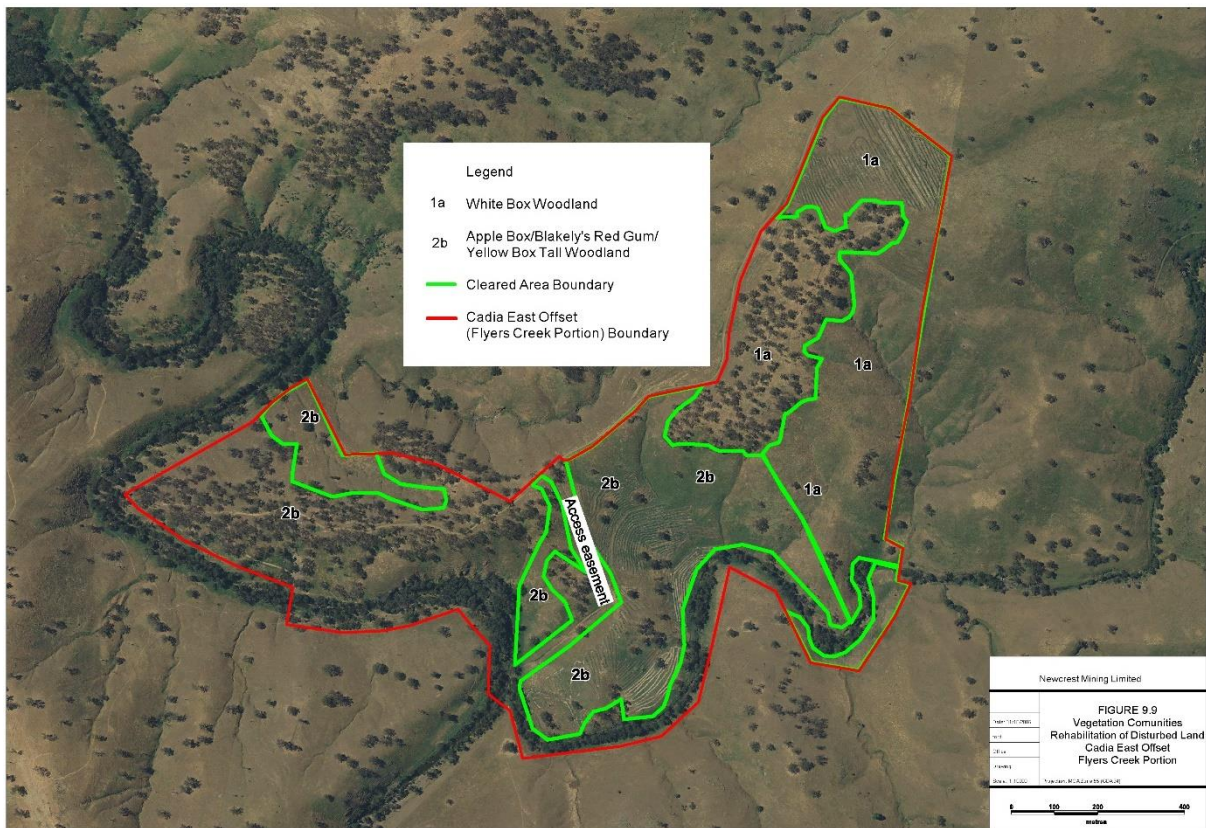 Legend
1a White Box Woodland
2b Apple Box/Blakely's Red Gum/
Yellow Box Tall Woodland
Cleared Area Boundary
Cadia East Offset
(Flyers Creek Portion) Boundary
1a
1a
1a
1a
2b
2b
2b
2b
2b
2b
Access easement
Newcrest Mining Limited
FIGURE 9.9
Vegetation Comunities
Rehabilitation of Disturbed Land
Cadia East Offset
Flyers Creek Portion
0 100 200 400
metres